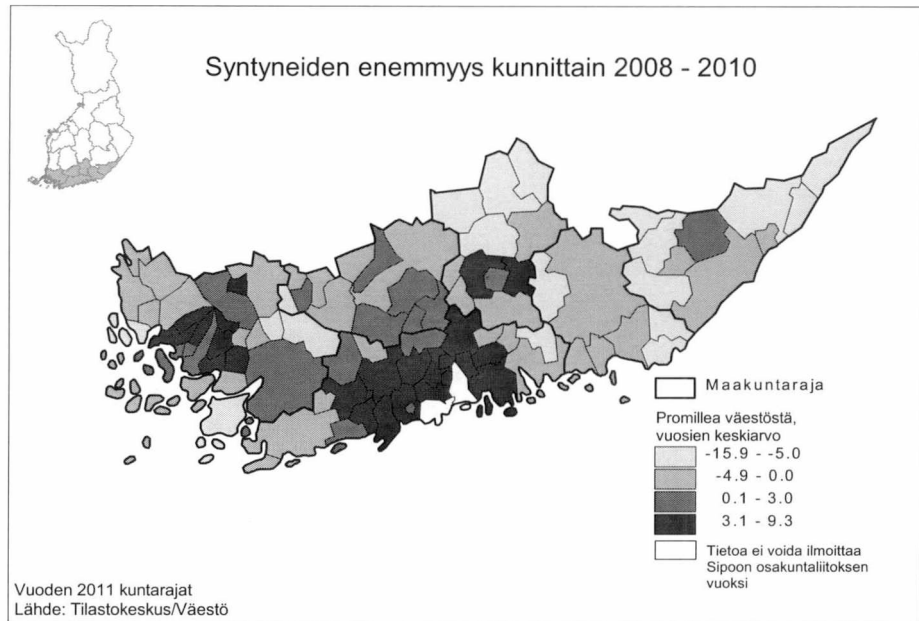 Syntyneiden enemmyys kunnittain 2008 - 2010
Maakuntaraja
Promillea väestöstä,
vuosien keskiarvo
-15.9 - -5.0
-4.9 - 0.0
0.1 - 3.0
3.1 - 9.3
Tietoa ei voida ilmoittaa
Sipoon osakuntaliitoksen
vuoksi
Vuoden 2011 kuntarajat
Lähde: Tilastokeskus/Väestö